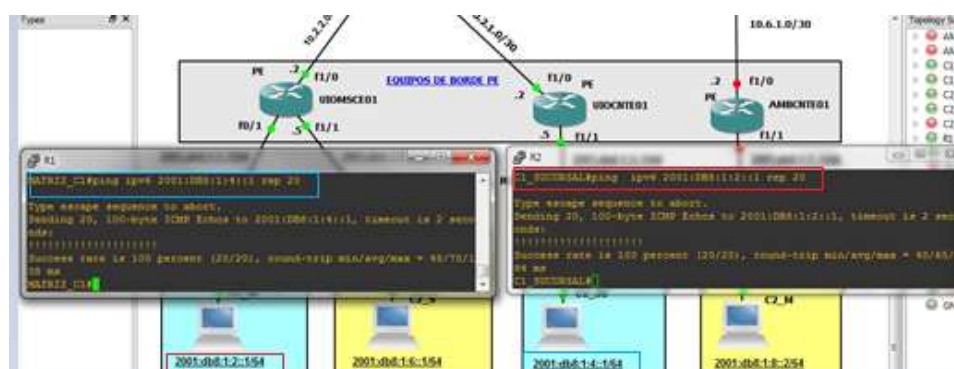 Types
10.2.2.0
.2.1.0/30
10.6.1.0/30
Topology Su
PE
.2
f1/0
EQUIPOS DE BORDE PE
f1/0
PE
.2
f1/0
UIOMSCE01
.2
UIOCNTE01
PE
AMBCNTE01
f0/1
.5
f1/1
.5
f1/1
f1/1
R1
MATRIZ_C1#ping ipv6 2001:DB8:1:4::1 rep 20
Type escape sequence to abort.
Sending 20, 100-byte ICMP Echos to 2001:DB8:1:4::1, timeout is 2 seco
nds:
!!!!!!!!!!!!!!!!!!!!
Success rate is 100 percent (20/20), round-trip min/avg/max =
ms
MATRIZ_C1#
R2
C1_SUCURSAL#ping ipv6 2001:DB8:1:2::1 rep 20
Type escape sequence to abort.
Sending 20, 100-byte ICMP Echos to 2001:DB8:1:2::1, timeout is 2 sec
onds:
!!!!!!!!!!!!!!!!!!!!
Success rate is 100 percent (20/20), round-trip min/avg/max =
ms
C1_SUCURSAL#
C2_N
2001:db8:1:2::1/64
2001:db8:1:6::1/64
2001:db8:1:4::1/64
2001:db8:1:8::2/64